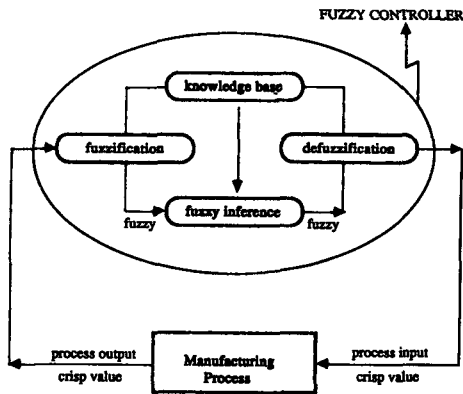 FUZZY CONTROLLER
knowledge base
fuzzification
defuzzification
fuzzy inference
fuzzy
fuzzy
process output
crisp value
Manufacturing
Process
process input
crisp value